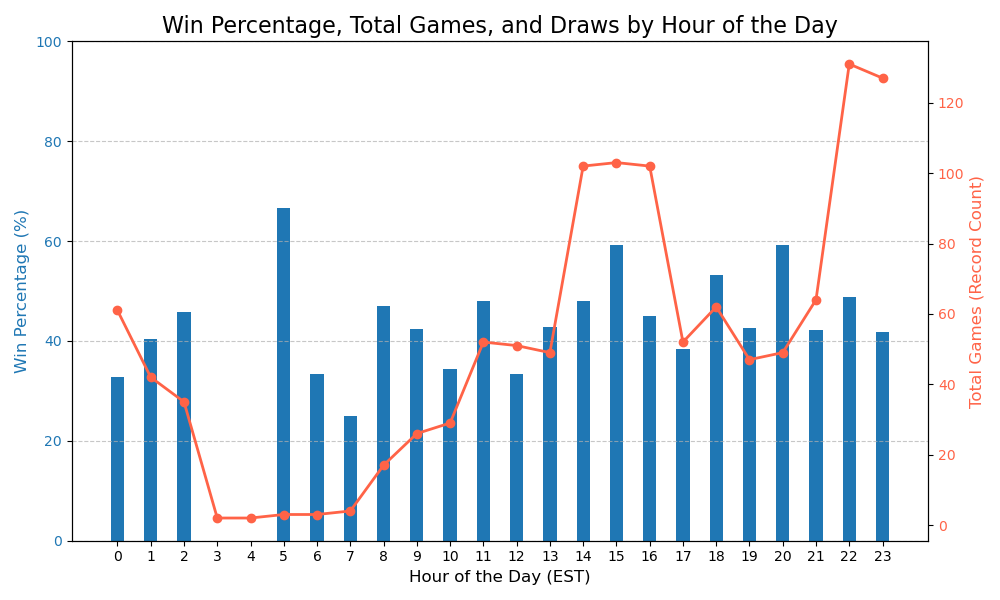 Win Percentage, Total Games, and Draws by Hour of the Day
100
80
60
40
20
0
Win Percentage (%)
120
100
80
60
40
20
0
Total Games (Record Count)
0 1 2 3 4 5 6 7 8 9 10 11 12 13 14 15 16 17 18 19 20 21 22 23
Hour of the Day (EST)